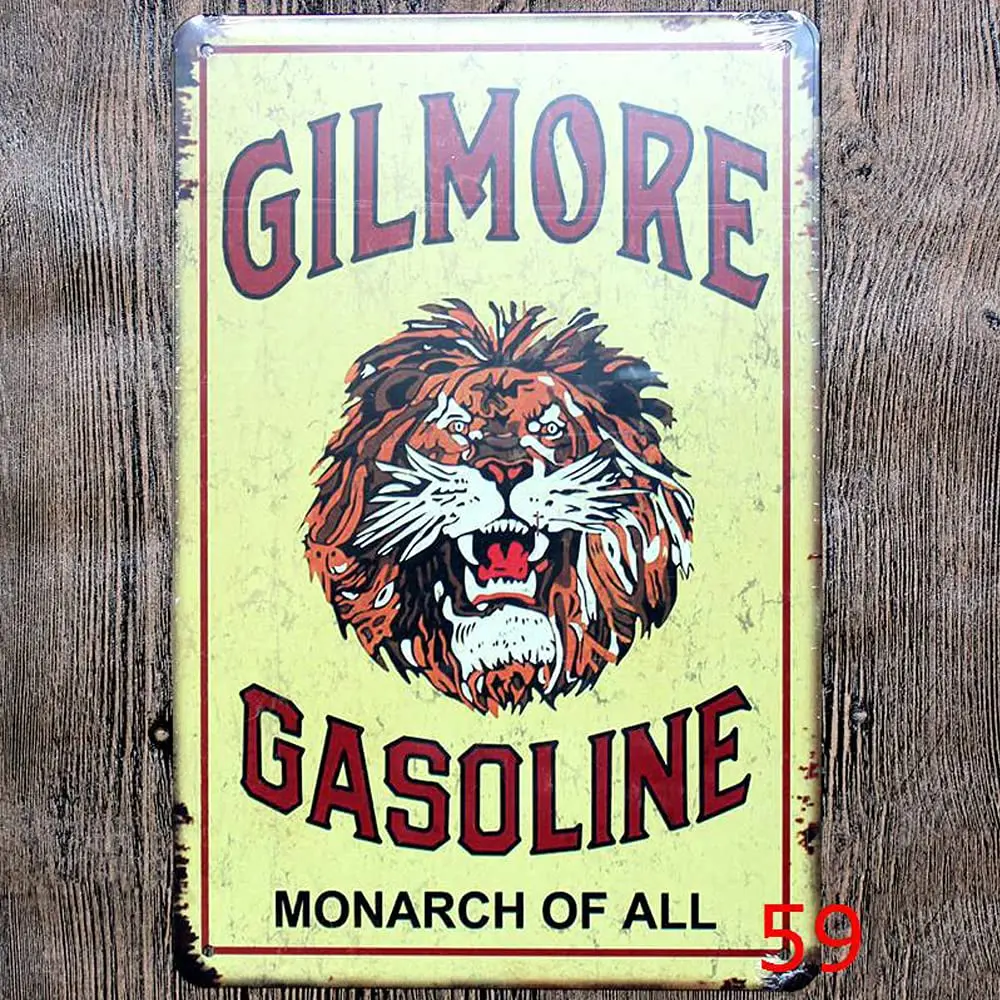 GILMORE
GASOLINE
MONARCH OF ALL
59